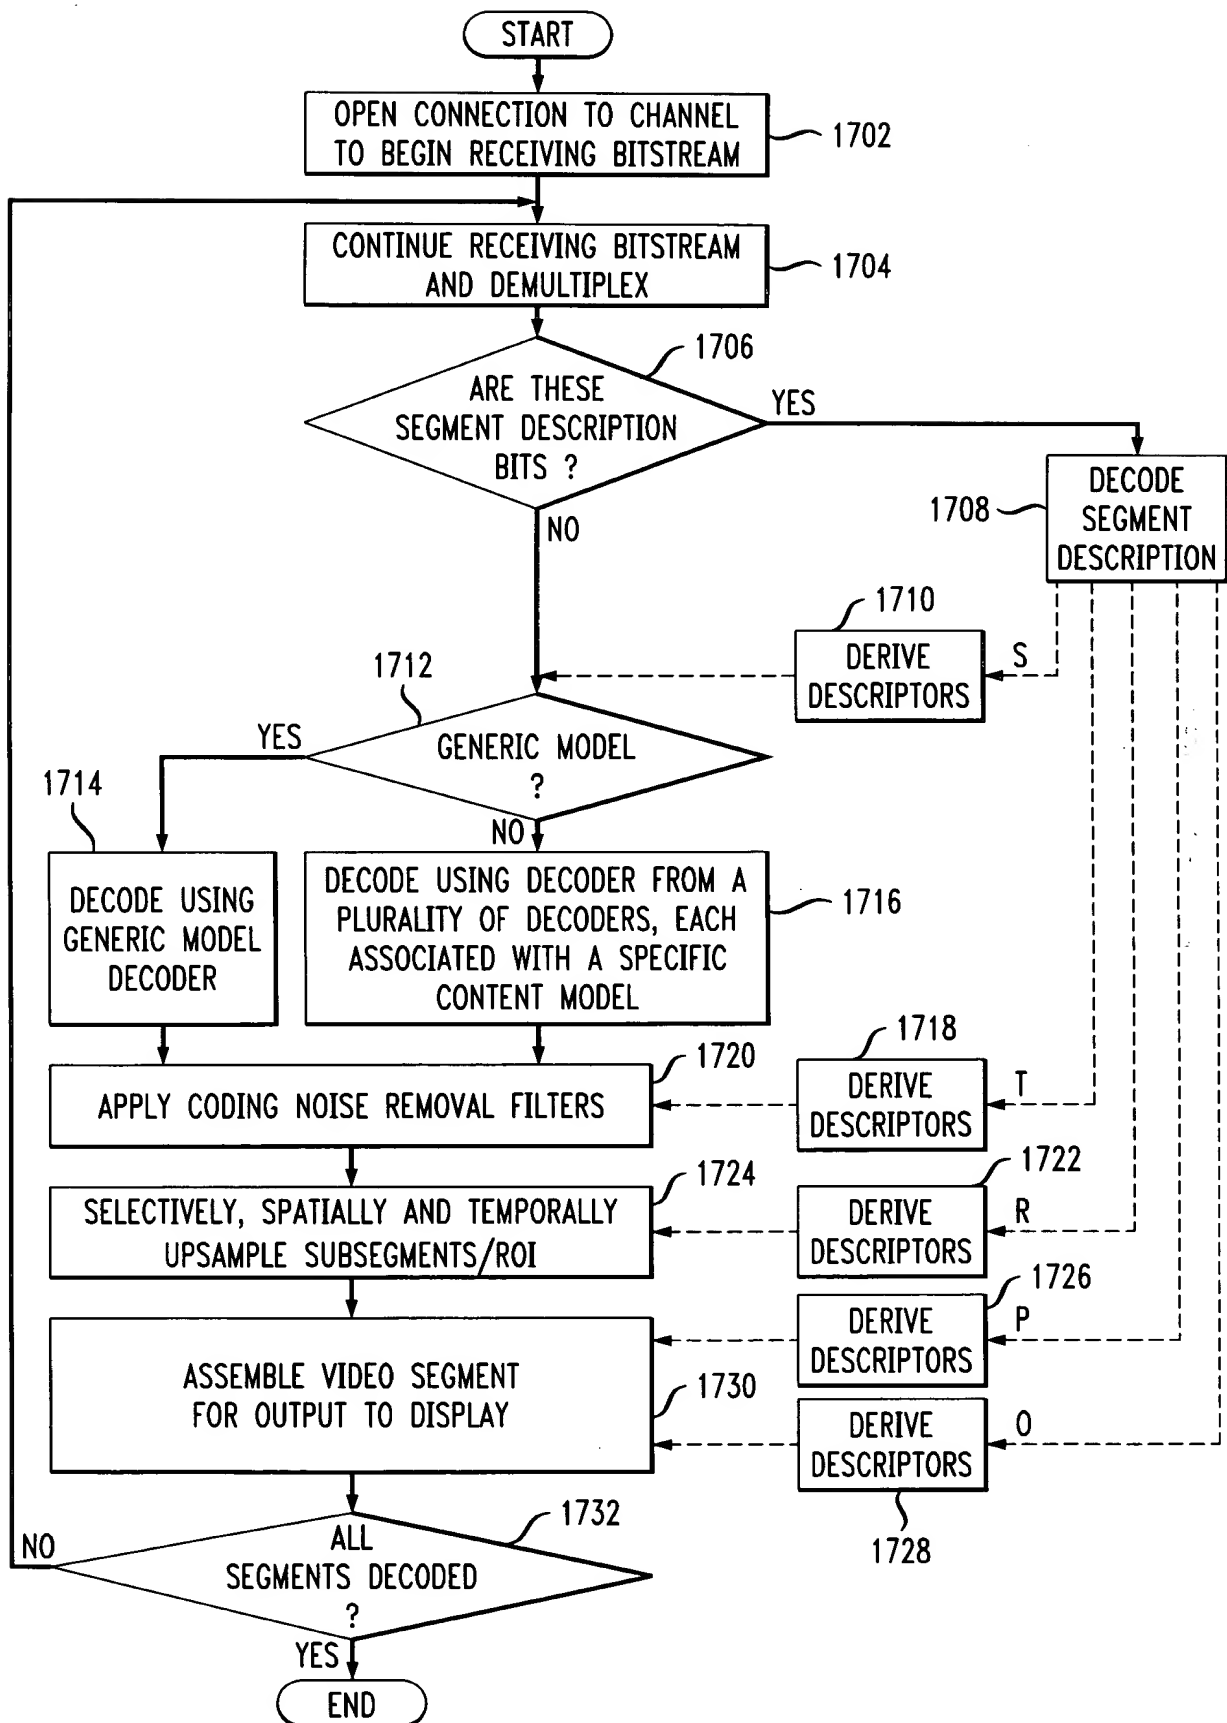 START
OPEN CONNECTION TO CHANNEL
TO BEGIN RECEIVING BITSTREAM
1702
CONTINUE RECEIVING BITSTREAM
AND DEMULTIPLEX
1704
1706
ARE THESE
SEGMENT DESCRIPTION
BITS ?
YES
NO
1708
DECODE
SEGMENT
DESCRIPTION
1710
DERIVE
DESCRIPTORS
S
1712
GENERIC MODEL
?
YES
NO
1714
DECODE USING
GENERIC MODEL
DECODER
DECODE USING DECODER FROM A
PLURALITY OF DECODERS, EACH
ASSOCIATED WITH A SPECIFIC
CONTENT MODEL
1716
1718
DERIVE
DESCRIPTORS
T
1720
APPLY CODING NOISE REMOVAL FILTERS
1722
DERIVE
DESCRIPTORS
R
1724
SELECTIVELY, SPATIALLY AND TEMPORALLY
UPSAMPLE SUBSEGMENTS/ROI
1726
DERIVE
DESCRIPTORS
P
ASSEMBLE VIDEO SEGMENT
FOR OUTPUT TO DISPLAY
1730
DERIVE
DESCRIPTORS
O
1728
1732
ALL
SEGMENTS DECODED
?
NO
YES
END